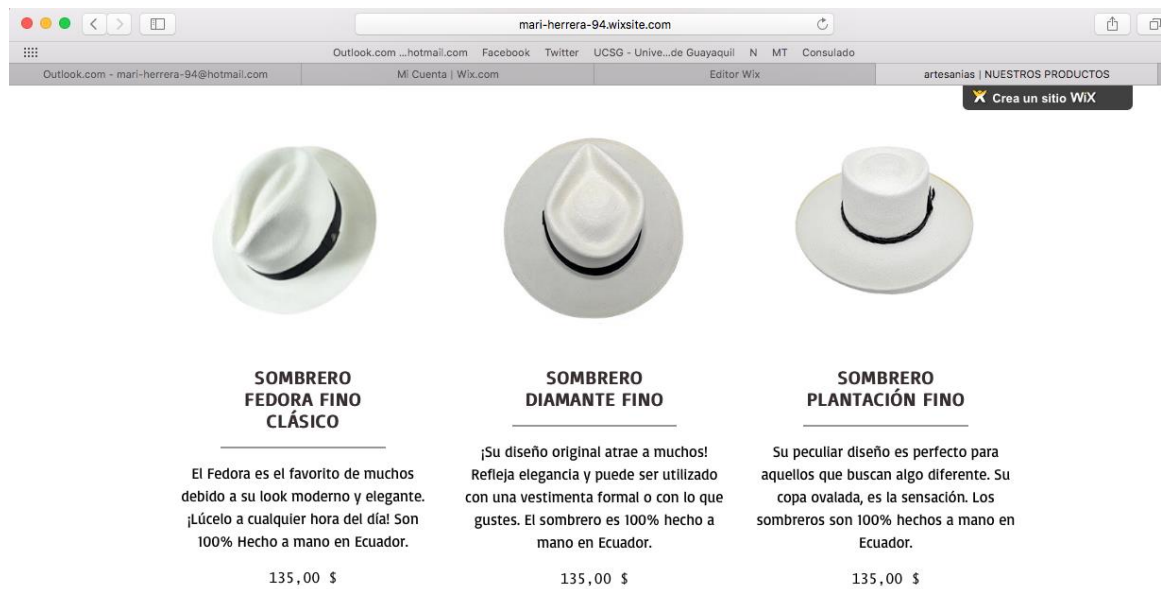 mari-herrera-94.wixsite.com
Outlook.com ...hotmail.com Facebook Twitter UCSG - Unive...de Guayaquil N MT Consulado
Outlook.com - mari-herrera-94@hotmail.com Mi Cuenta | Wix.com Editor Wix artesanias | NUESTROS PRODUCTOS
Crea un sitio WiX
SOMBRERO
FEDORA FINO
CLÁSICO
El Fedora es el favorito de muchos
debido a su look moderno y elegante.
¡Lúcelo a cualquier hora del día! Son
100% Hecho a mano en Ecuador.
135,00 $
SOMBRERO
DIAMANTE FINO
¡Su diseño original atrae a muchos!
Refleja elegancia y puede ser utilizado
con una vestimenta formal o con lo que
gustes. El sombrero es 100% hecho a
mano en Ecuador.
135,00 $
SOMBRERO
PLANTACIÓN FINO
Su peculiar diseño es perfecto para
aquellos que buscan algo diferente. Su
copa ovalada, es la sensación. Los
sombreros son 100% hechos a mano en
Ecuador.
135,00 $